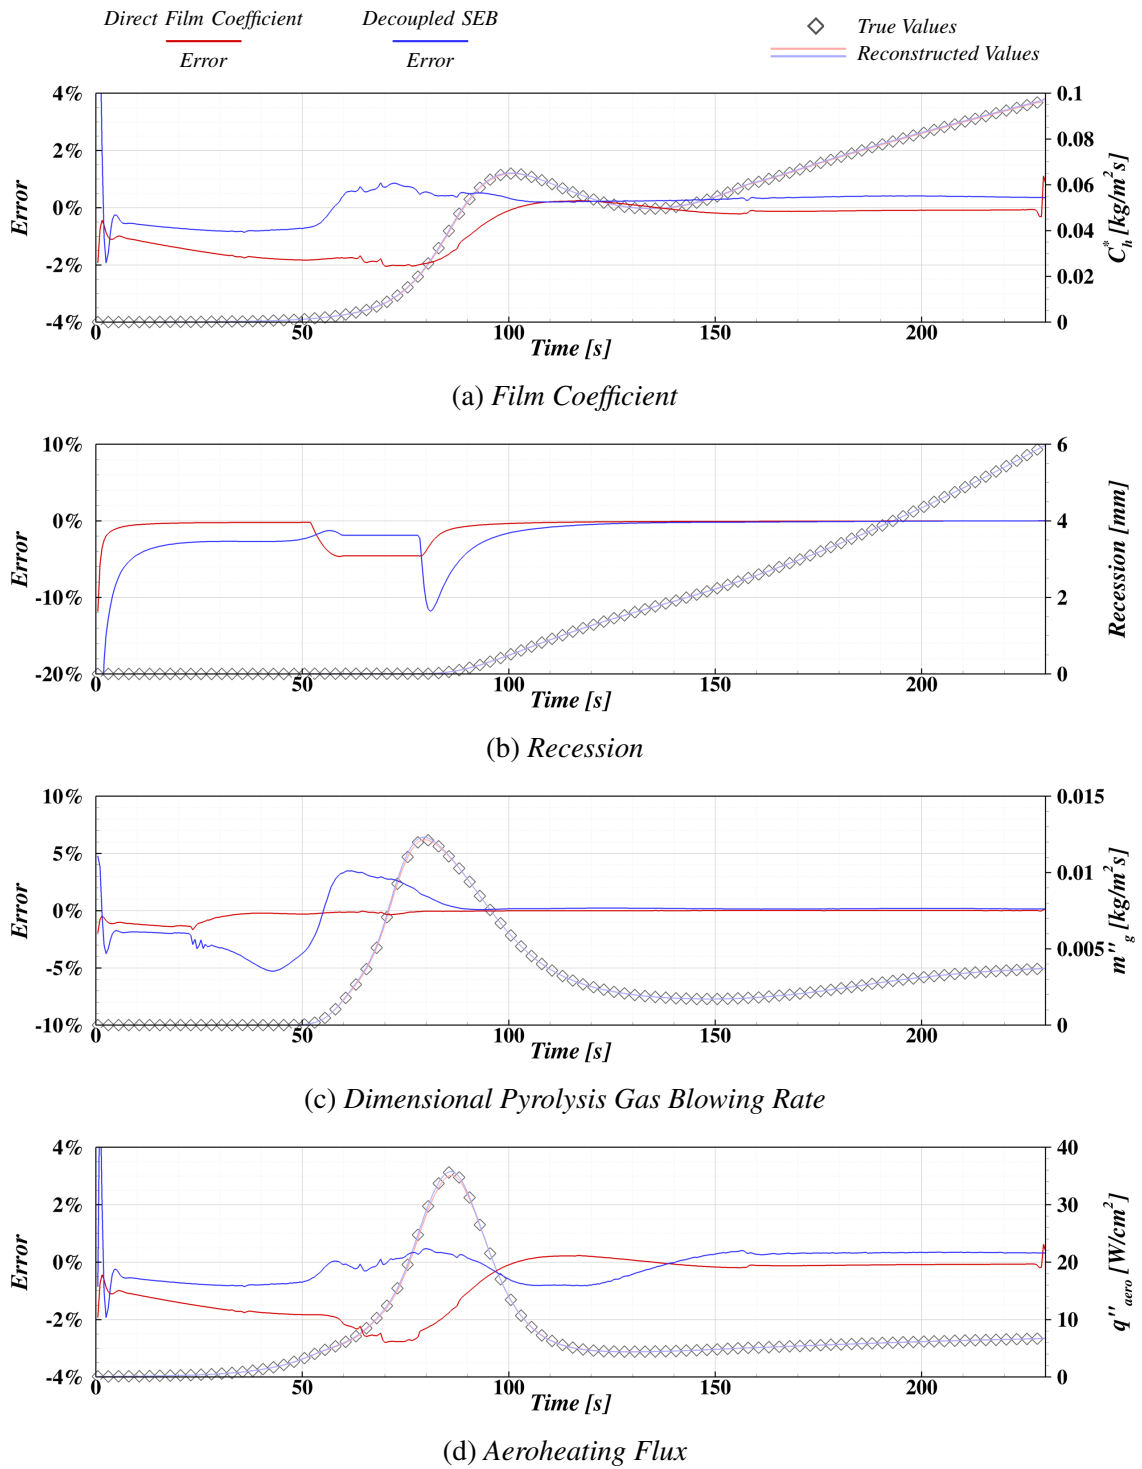 Direct Film Coefficient
Error
Decoupled SEB
Error
True Values
Reconstructed Values
4%
2%
0%
-2%
-4%
Error
0.1
0.08
0.06
0.04
0.02
0
C*h [kg/m2s]
0 50 100 150 200
Time [s]
(a) Film Coefficient
10%
0%
-10%
-20%
Error
6
4
2
0
Recession [mm]
0 50 100 150 200
Time [s]
(b) Recession
10%
5%
0%
-5%
-10%
Error
0.015
0.01
0.005
0
m''g [kg/m2s]
0 50 100 150 200
Time [s]
(c) Dimensional Pyrolysis Gas Blowing Rate
4%
2%
0%
-2%
-4%
Error
40
30
20
10
0
q''aero [W/cm2]
0 50 100 150 200
Time [s]
(d) Aeroheating Flux